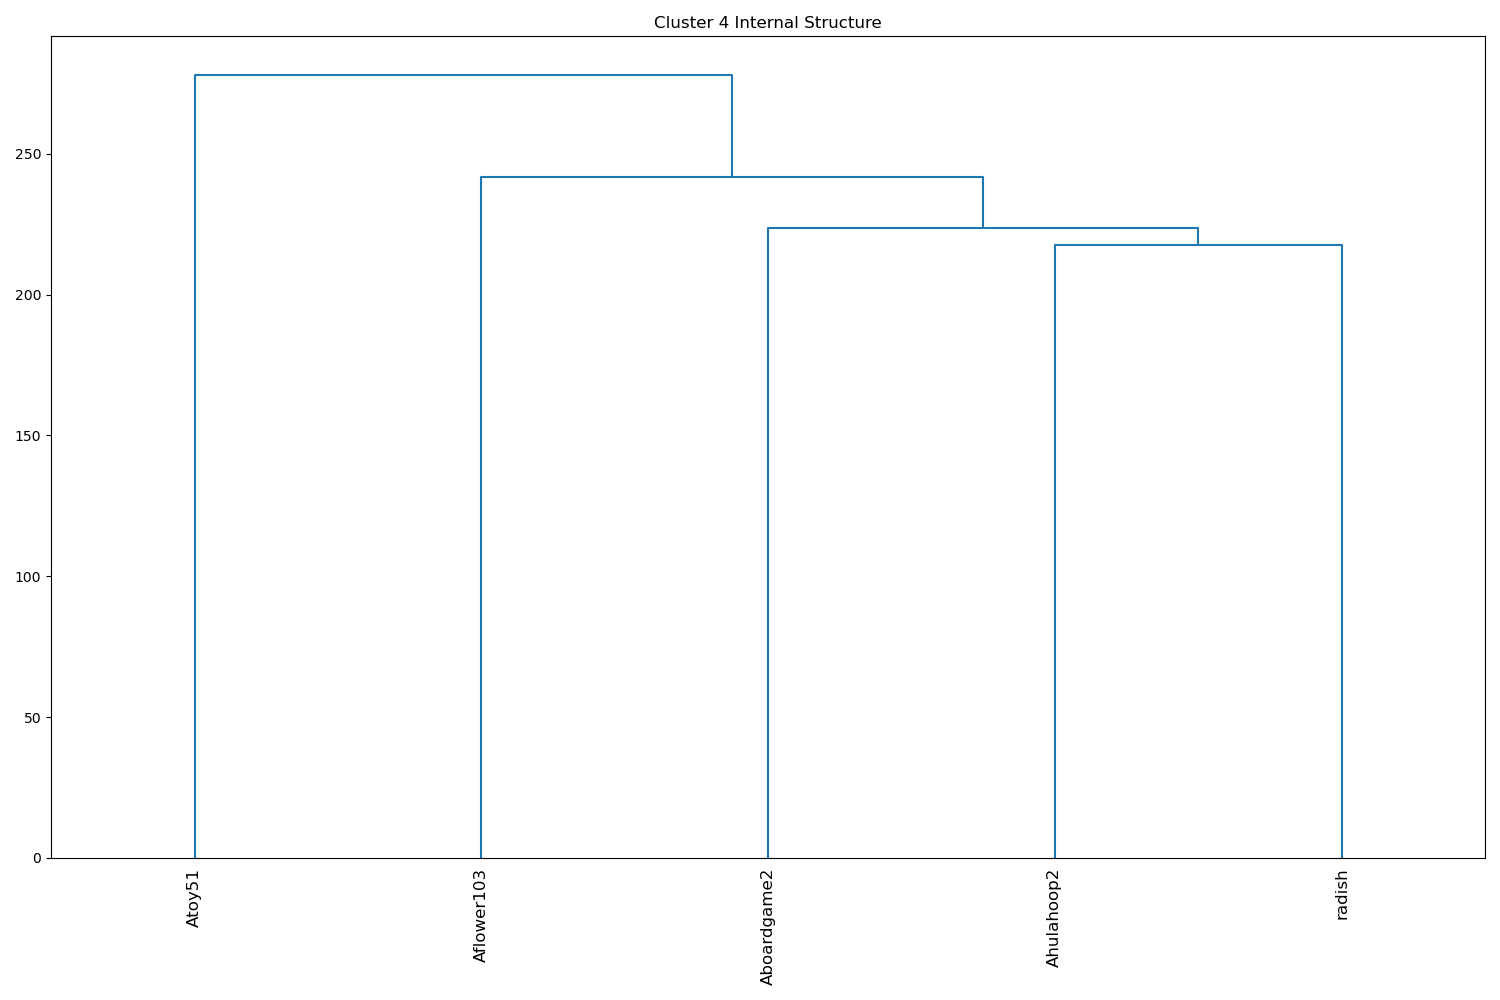 Cluster 4 Internal Structure
250
200
150
100
50
0
Atoy51
Aflower103
Aboardgame2
Ahulahoop2
radish